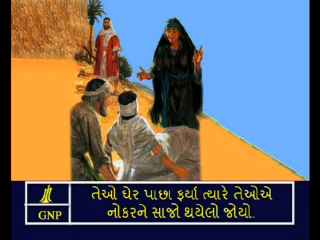 તેઓ ઘેર પાછા ફર્યા ત્યારે તેઓએ
નોકરને સાજો થયેલો જોયો.
GNP